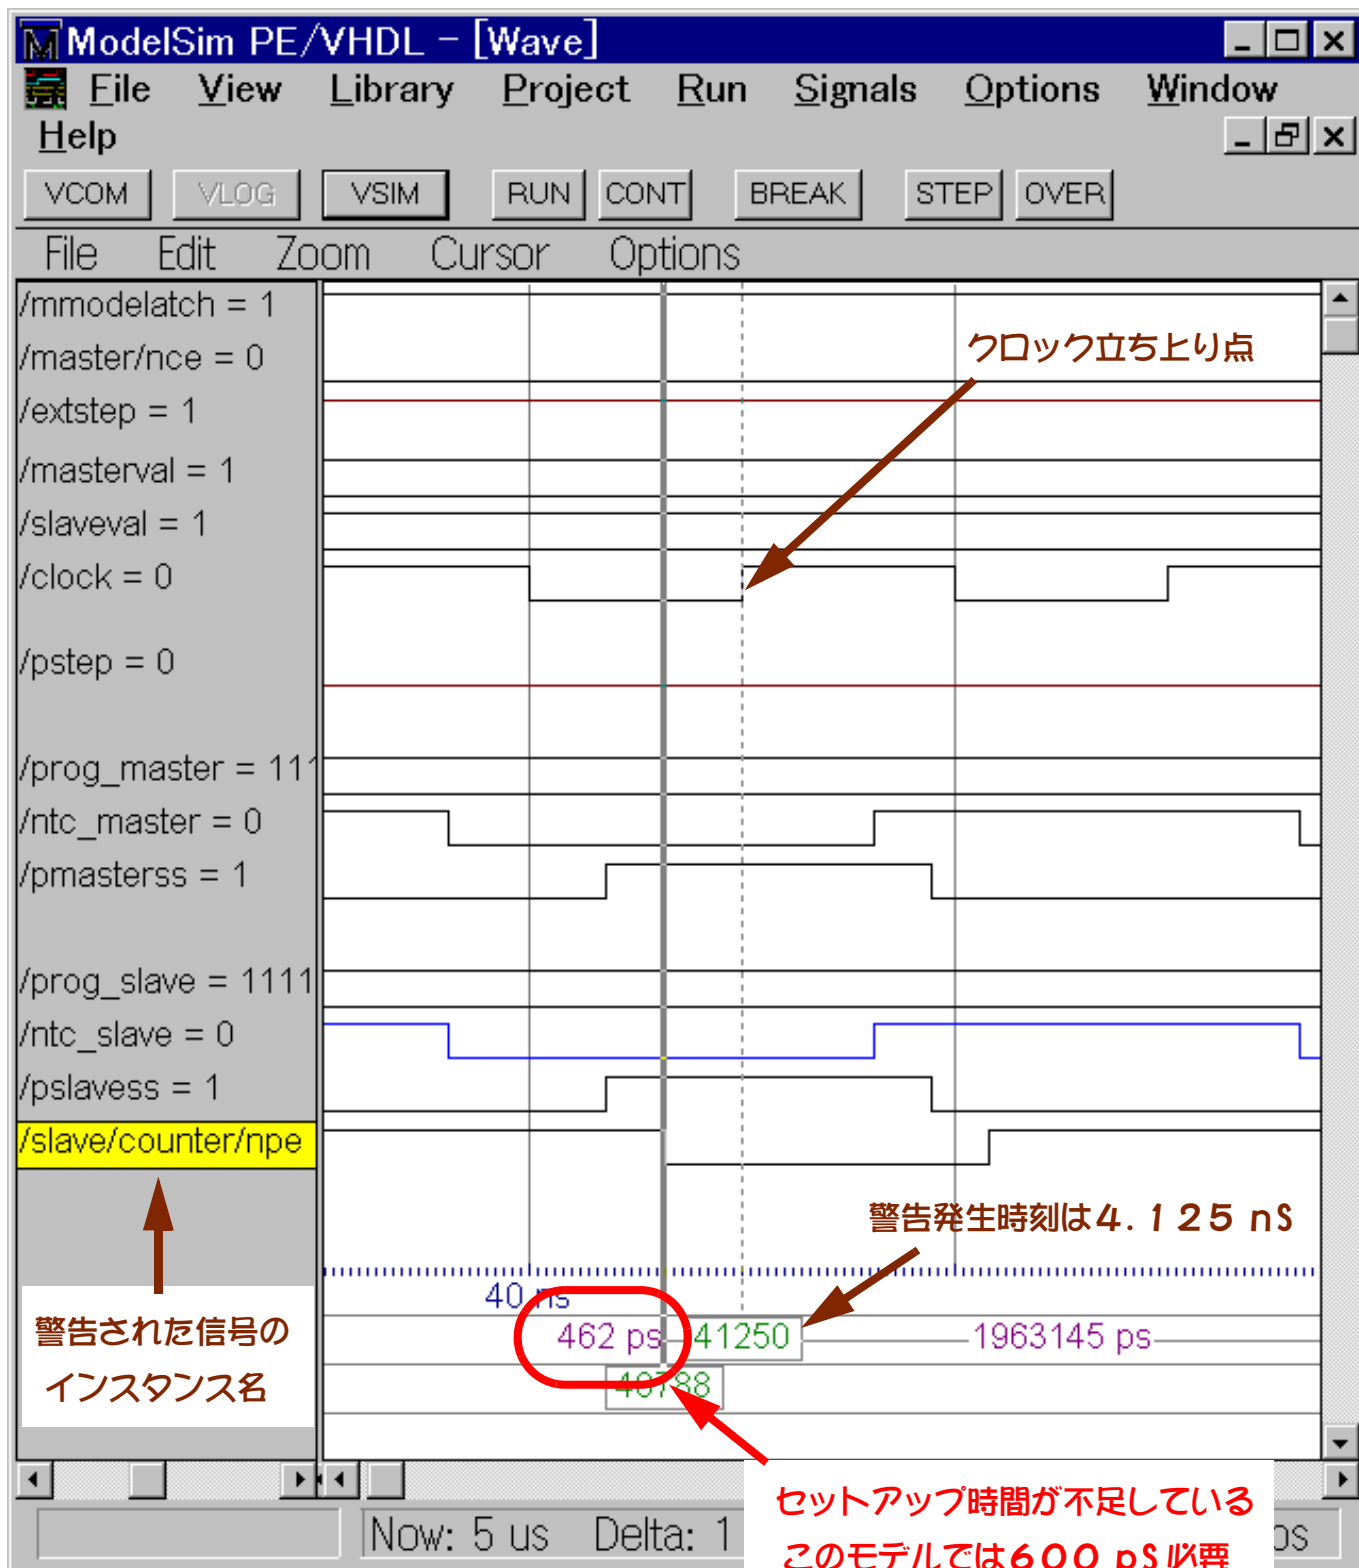 ModelSim PE/VHDL - [Wave]
File View Library Project Run Signals Options Window
Help
VCOM VLOG VSIM RUN CONT BREAK STEP OVER
File Edit Zoom Cursor Options
/mmodelatch = 1
クロック立ち上り点
/master/nce = 0
/extstep = 1
/masterval = 1
/slaveval = 1
/clock = 0
/pstep = 0
/prog_master = 111
/ntc_master = 0
/pmasterss = 1
/prog_slave = 1111
/ntc_slave = 0
/pslavess = 1
/slave/counter/npe
警告発生時刻は4.125 nS
40 ns
警告された信号の
インスタンス名
462 ps 41250 1963145 ps
40788
セットアップ時間が不足している
このモデルでは600 pS必要
Now: 5 us Delta: 1